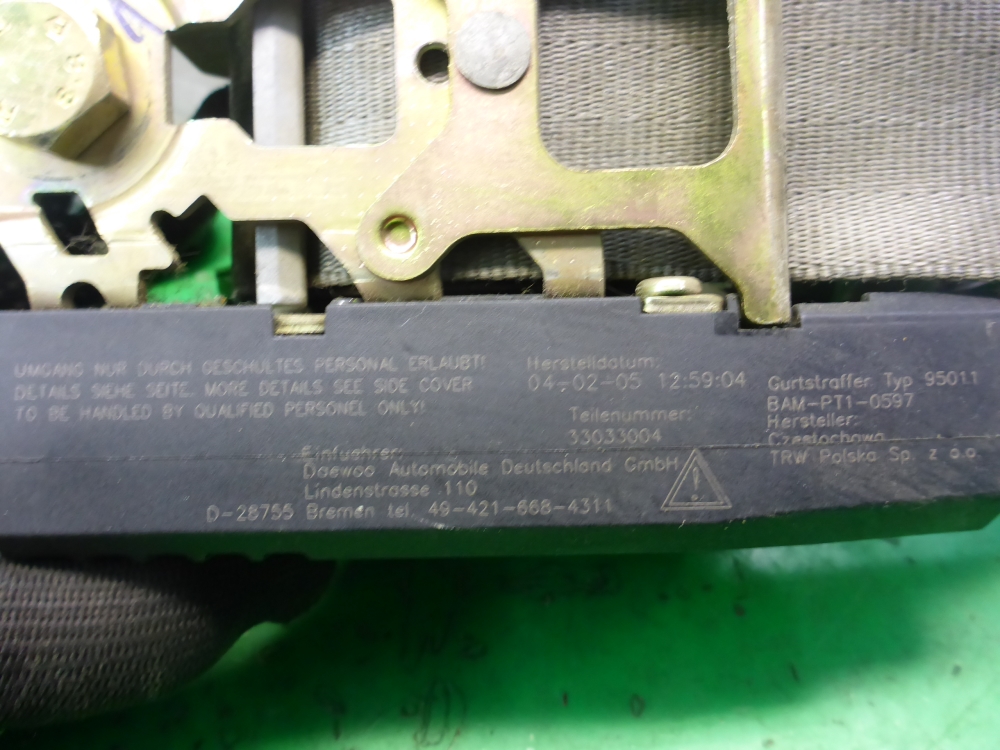 UMGANG NUR DURCH GESCHULTES PERSONAL ERLAUBT!
DETAILS SIEHE SEITE. MORE DETAILS SEE SIDE COVER
TO BE HANDLED BY QUALIFIED PERSONEL ONLY!
Herstelldatum:
04-02-05 12:59:04
Teilenummer:
33033004
Gurtstraffer Typ 95011
BAM-PT1-0597
Hersteller:
Czestochowa
TRW Polska Sp. z o.o.
Einfuehrer:
Daewoo Automobile Deutschland GmbH
Lindenstrasse 110
D-28755 Bremen tel. 49-421-668-4311
8.8